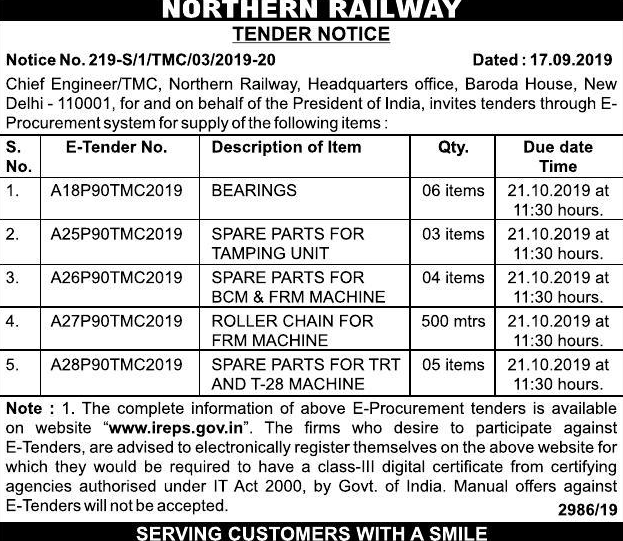 NORTHERN RAILWAY
TENDER NOTICE
Notice No. 219-S/1/TMC/03/2019-20 Dated : 17.09.2019
Chief Engineer/TMC, Northern Railway, Headquarters office, Baroda House, New
Delhi - 110001, for and on behalf of the President of India, invites tenders through E-
Procurement system for supply of the following items :
S. No. E-Tender No. Description of Item Qty. Due date Time
1. A18P90TMC2019 BEARINGS 06 items 21.10.2019 at
11:30 hours.
2. A25P90TMC2019 SPARE PARTS FOR 03 items 21.10.2019 at
TAMPING UNIT 11:30 hours.
3. A26P90TMC2019 SPARE PARTS FOR 04 items 21.10.2019 at
BCM & FRM MACHINE 11:30 hours.
4. A27P90TMC2019 ROLLER CHAIN FOR 500 mtrs 21.10.2019 at
FRM MACHINE 11:30 hours.
5. A28P90TMC2019 SPARE PARTS FOR TRT 05 items 21.10.2019 at
AND T-28 MACHINE 11:30 hours.
Note : 1. The complete information of above E-Procurement tenders is available
on website “www.ireps.gov.in”. The firms who desire to participate against
E-Tenders, are advised to electronically register themselves on the above website for
which they would be required to have a class-III digital certificate from certifying
agencies authorised under IT Act 2000, by Govt. of India. Manual offers against
E-Tenders will not be accepted. 2986/19
SERVING CUSTOMERS WITH A SMILE